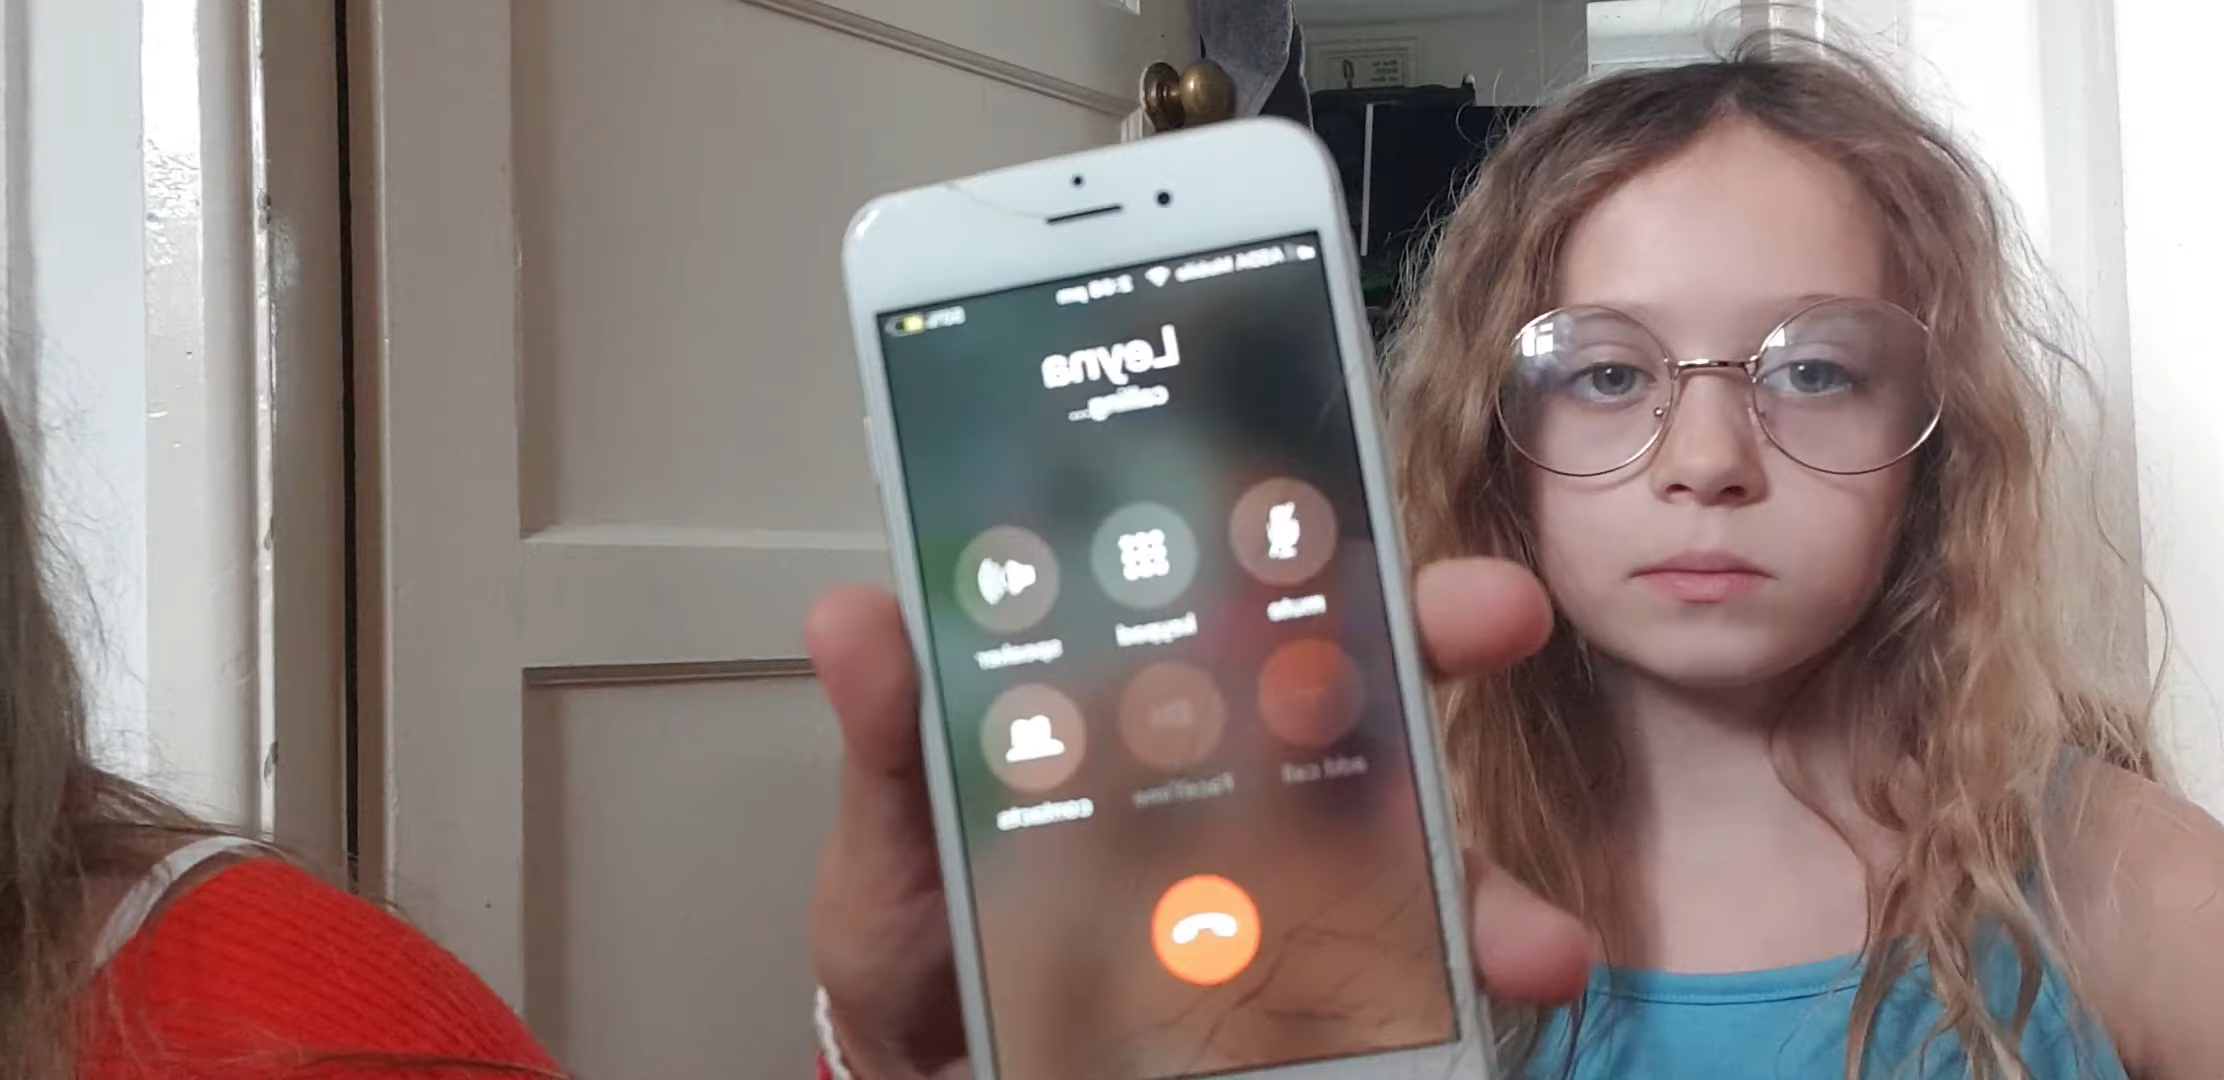 ASDA Mobile
Leyna
calling...
mute
keypad
speaker
add call
FaceTime
contacts